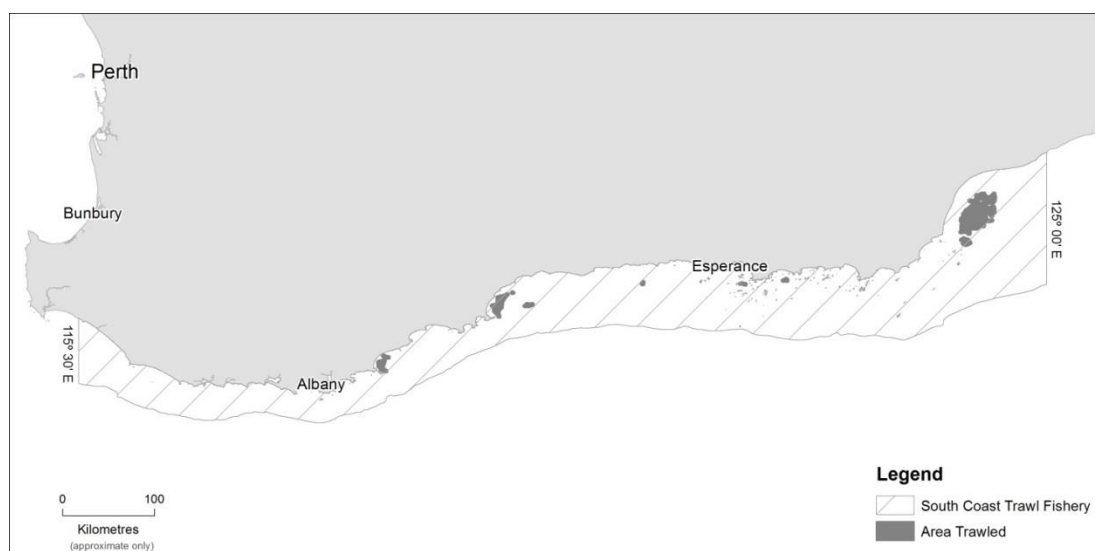 Perth
Bunbury
Esperance
125° 00' E
115° 30' E
Albany
Legend
0 100
South Coast Trawl Fishery
Kilometres
Area Trawled
(approximate only)